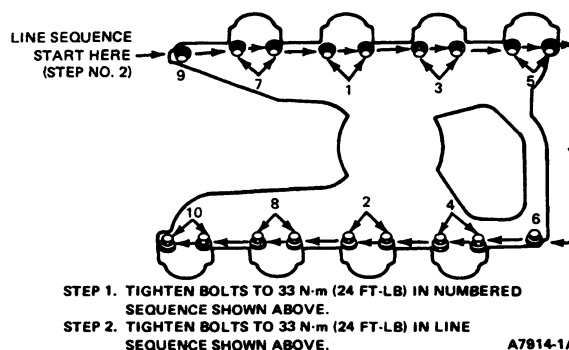 LINE SEQUENCE
START HERE
(STEP NO. 2)
9
7
1
3
5
10
8
2
4
6
STEP 1. TIGHTEN BOLTS TO 33 N·m (24 FT-LB) IN NUMBERED
SEQUENCE SHOWN ABOVE.
STEP 2. TIGHTEN BOLTS TO 33 N·m (24 FT-LB) IN LINE
SEQUENCE SHOWN ABOVE.